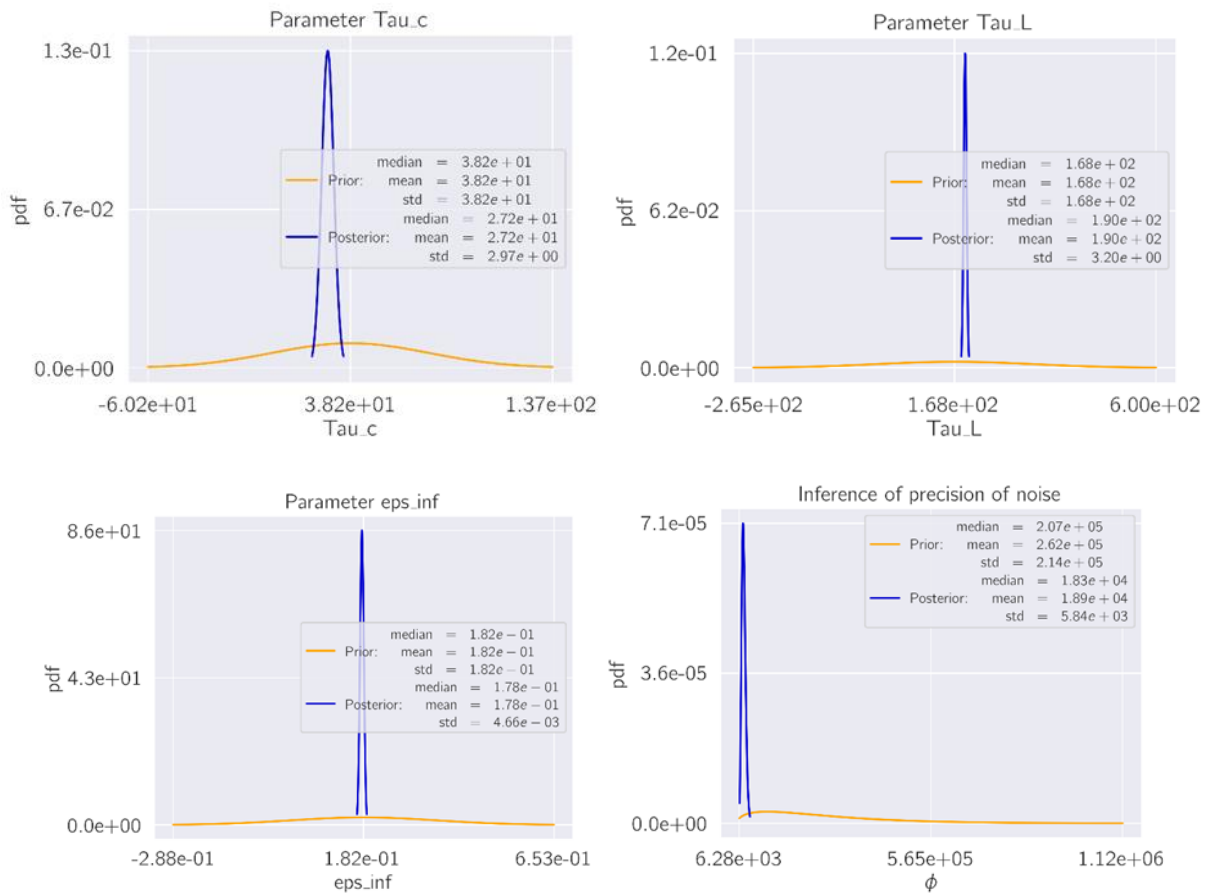 Parameter Tau_c
1.3e-01
6.7e-02
0.0e+00
pdf
median = 3.82e + 01
Prior: mean = 3.82e + 01
std = 3.82e + 01
median = 2.72e + 01
Posterior: mean = 2.72e + 01
std = 2.97e + 00
-6.02e+01 3.82e+01 1.37e+02
Tau_c
Parameter Tau_L
1.2e-01
6.2e-02
0.0e+00
pdf
median = 1.68e + 02
Prior: mean = 1.68e + 02
std = 1.68e + 02
median = 1.90e + 02
Posterior: mean = 1.90e + 02
std = 3.20e + 00
-2.65e+02 1.68e+02 6.00e+02
Tau_L
Parameter eps_inf
8.6e+01
4.3e+01
0.0e+00
pdf
median = 1.82e − 01
Prior: mean = 1.82e − 01
std = 1.82e − 01
median = 1.78e − 01
Posterior: mean = 1.78e − 01
std = 4.66e − 03
-2.88e-01 1.82e-01 6.53e-01
eps_inf
Inference of precision of noise
7.1e-05
3.6e-05
0.0e+00
pdf
median = 2.07e + 05
Prior: mean = 2.62e + 05
std = 2.14e + 05
median = 1.83e + 04
Posterior: mean = 1.89e + 04
std = 5.84e + 03
6.28e+03 5.65e+05 1.12e+06
ϕ